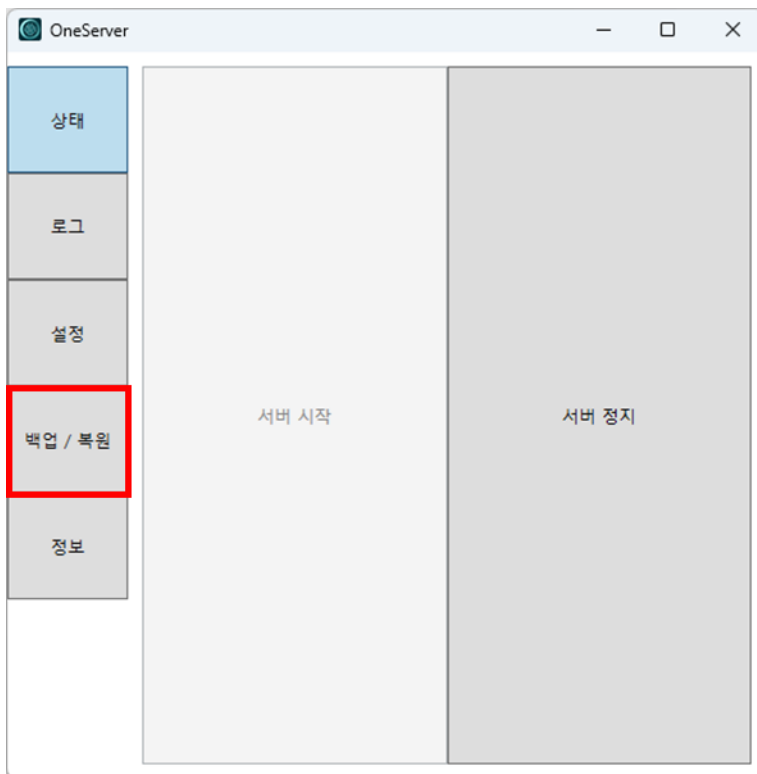 OneServer
상태
로그
설정
백업 / 복원
정보
서버 시작
서버 정지